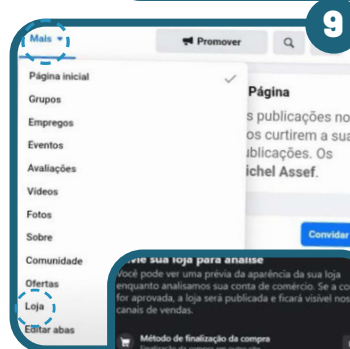 9
Mais
Promover
Página inicial
Grupos
Empregos
Eventos
Avaliações
Vídeos
Fotos
Sobre
Comunidade
Ofertas
Loja
Editar abas
Página
s publicações no
os curtirem a sua
ublicações. Os
ichel Assef.
Convidar
sua loja para análise
Você pode ver uma prévia da aparência da sua loja
enquanto analisamos sua conta de comércio. Se a co
for aprovada, a loja será publicada e ficará visível nos
canais de vendas.
Método de finalização da compra